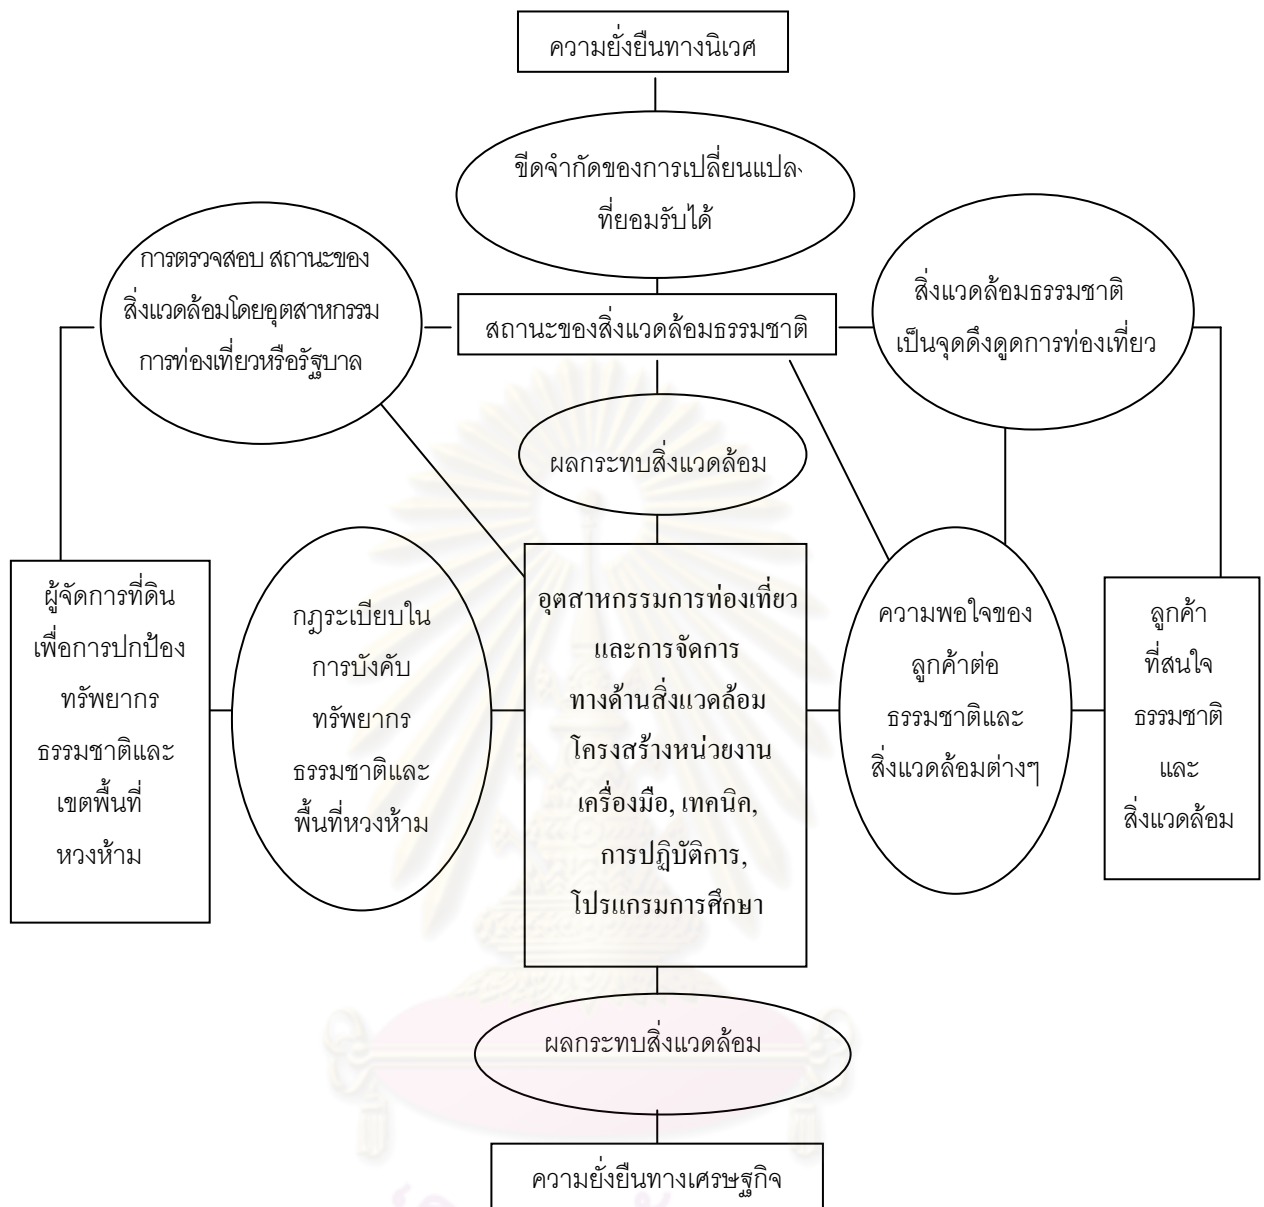 ความยั่งยืนทางนิเวศ
ขีดจำกัดของการเปลี่ยนแปลง
ที่ยอมรับได้
การตรวจสอบ สถานะของ
สิ่งแวดล้อมโดยอุตสาหกรรม
การท่องเที่ยวหรือรัฐบาล
สถานะของสิ่งแวดล้อมธรรมชาติ
สิ่งแวดล้อมธรรมชาติ
เป็นจุดดึงดูดการท่องเที่ยว
ผลกระทบสิ่งแวดล้อม
ผู้จัดการที่ดิน
เพื่อการปกป้อง
ทรัพยากร
ธรรมชาติและ
เขตพื้นที่
หวงห้าม
กฎระเบียบใน
การบังคับ
ทรัพยากร
ธรรมชาติและ
พื้นที่หวงห้าม
อุตสาหกรรมการท่องเที่ยว
และการจัดการ
ทางด้านสิ่งแวดล้อม
โครงสร้างหน่วยงาน
เครื่องมือ, เทคนิค,
การปฏิบัติการ,
โปรแกรมการศึกษา
ความพอใจของ
ลูกค้าต่อ
ธรรมชาติและ
สิ่งแวดล้อมต่างๆ
ลูกค้า
ที่สนใจ
ธรรมชาติ
และ
สิ่งแวดล้อม
ผลกระทบสิ่งแวดล้อม
ความยั่งยืนทางเศรษฐกิจ